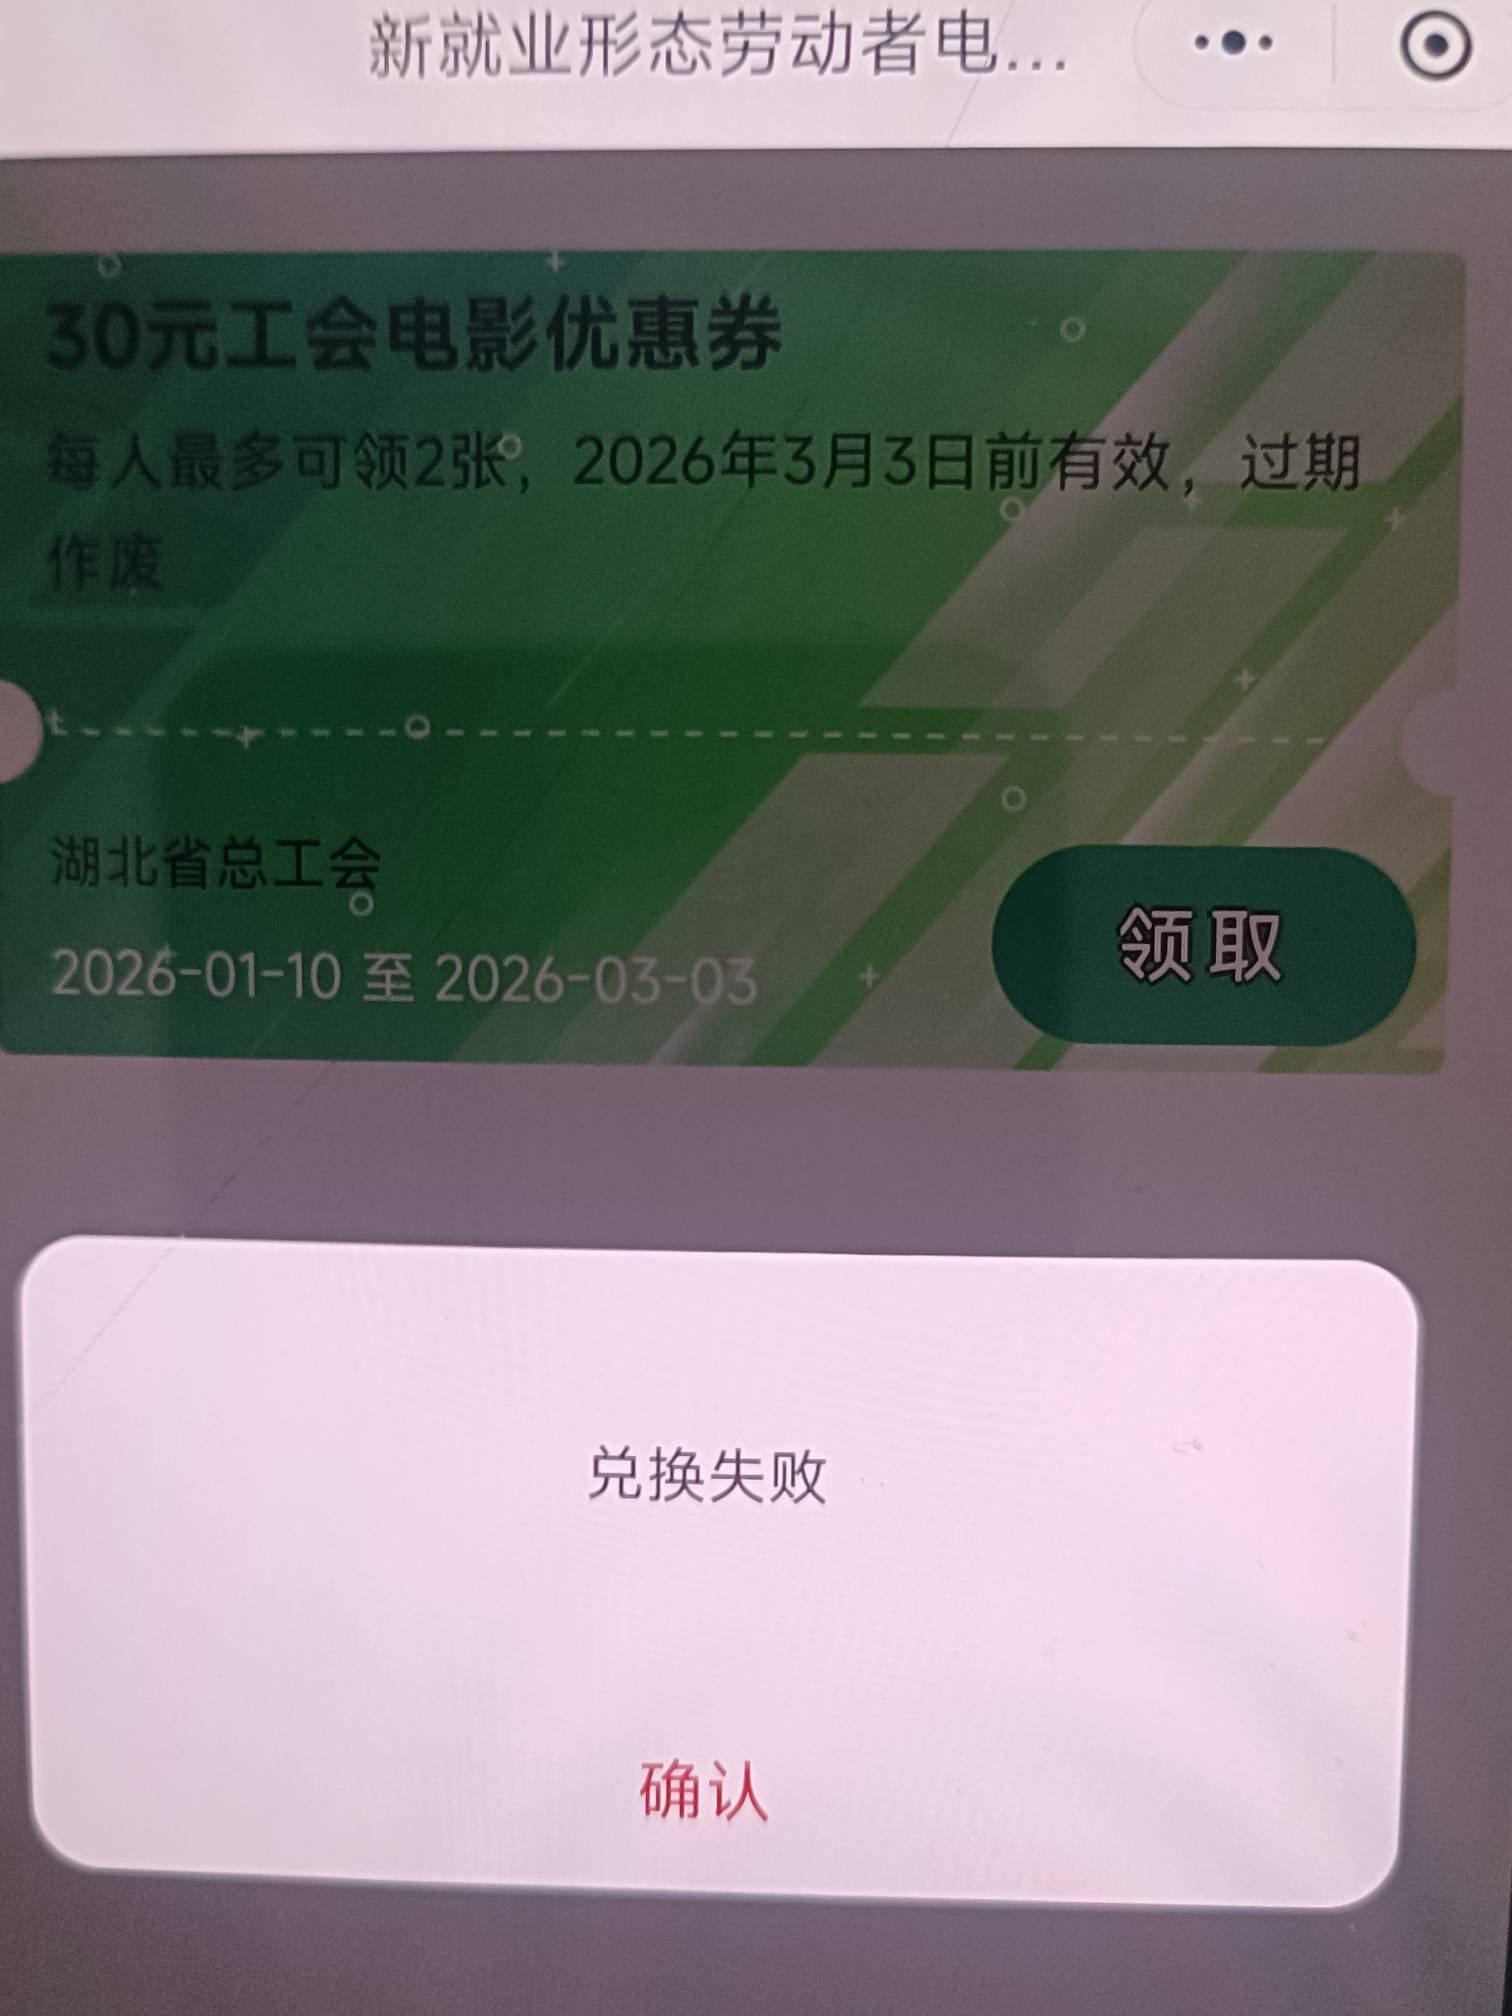 新就业形态劳动者电...
30元工会电影优惠券
每人最多可领2张，2026年3月3日前有效，过期
作废
湖北省总工会
2026-01-10 至 2026-03-03
领取
兑换失败
确认